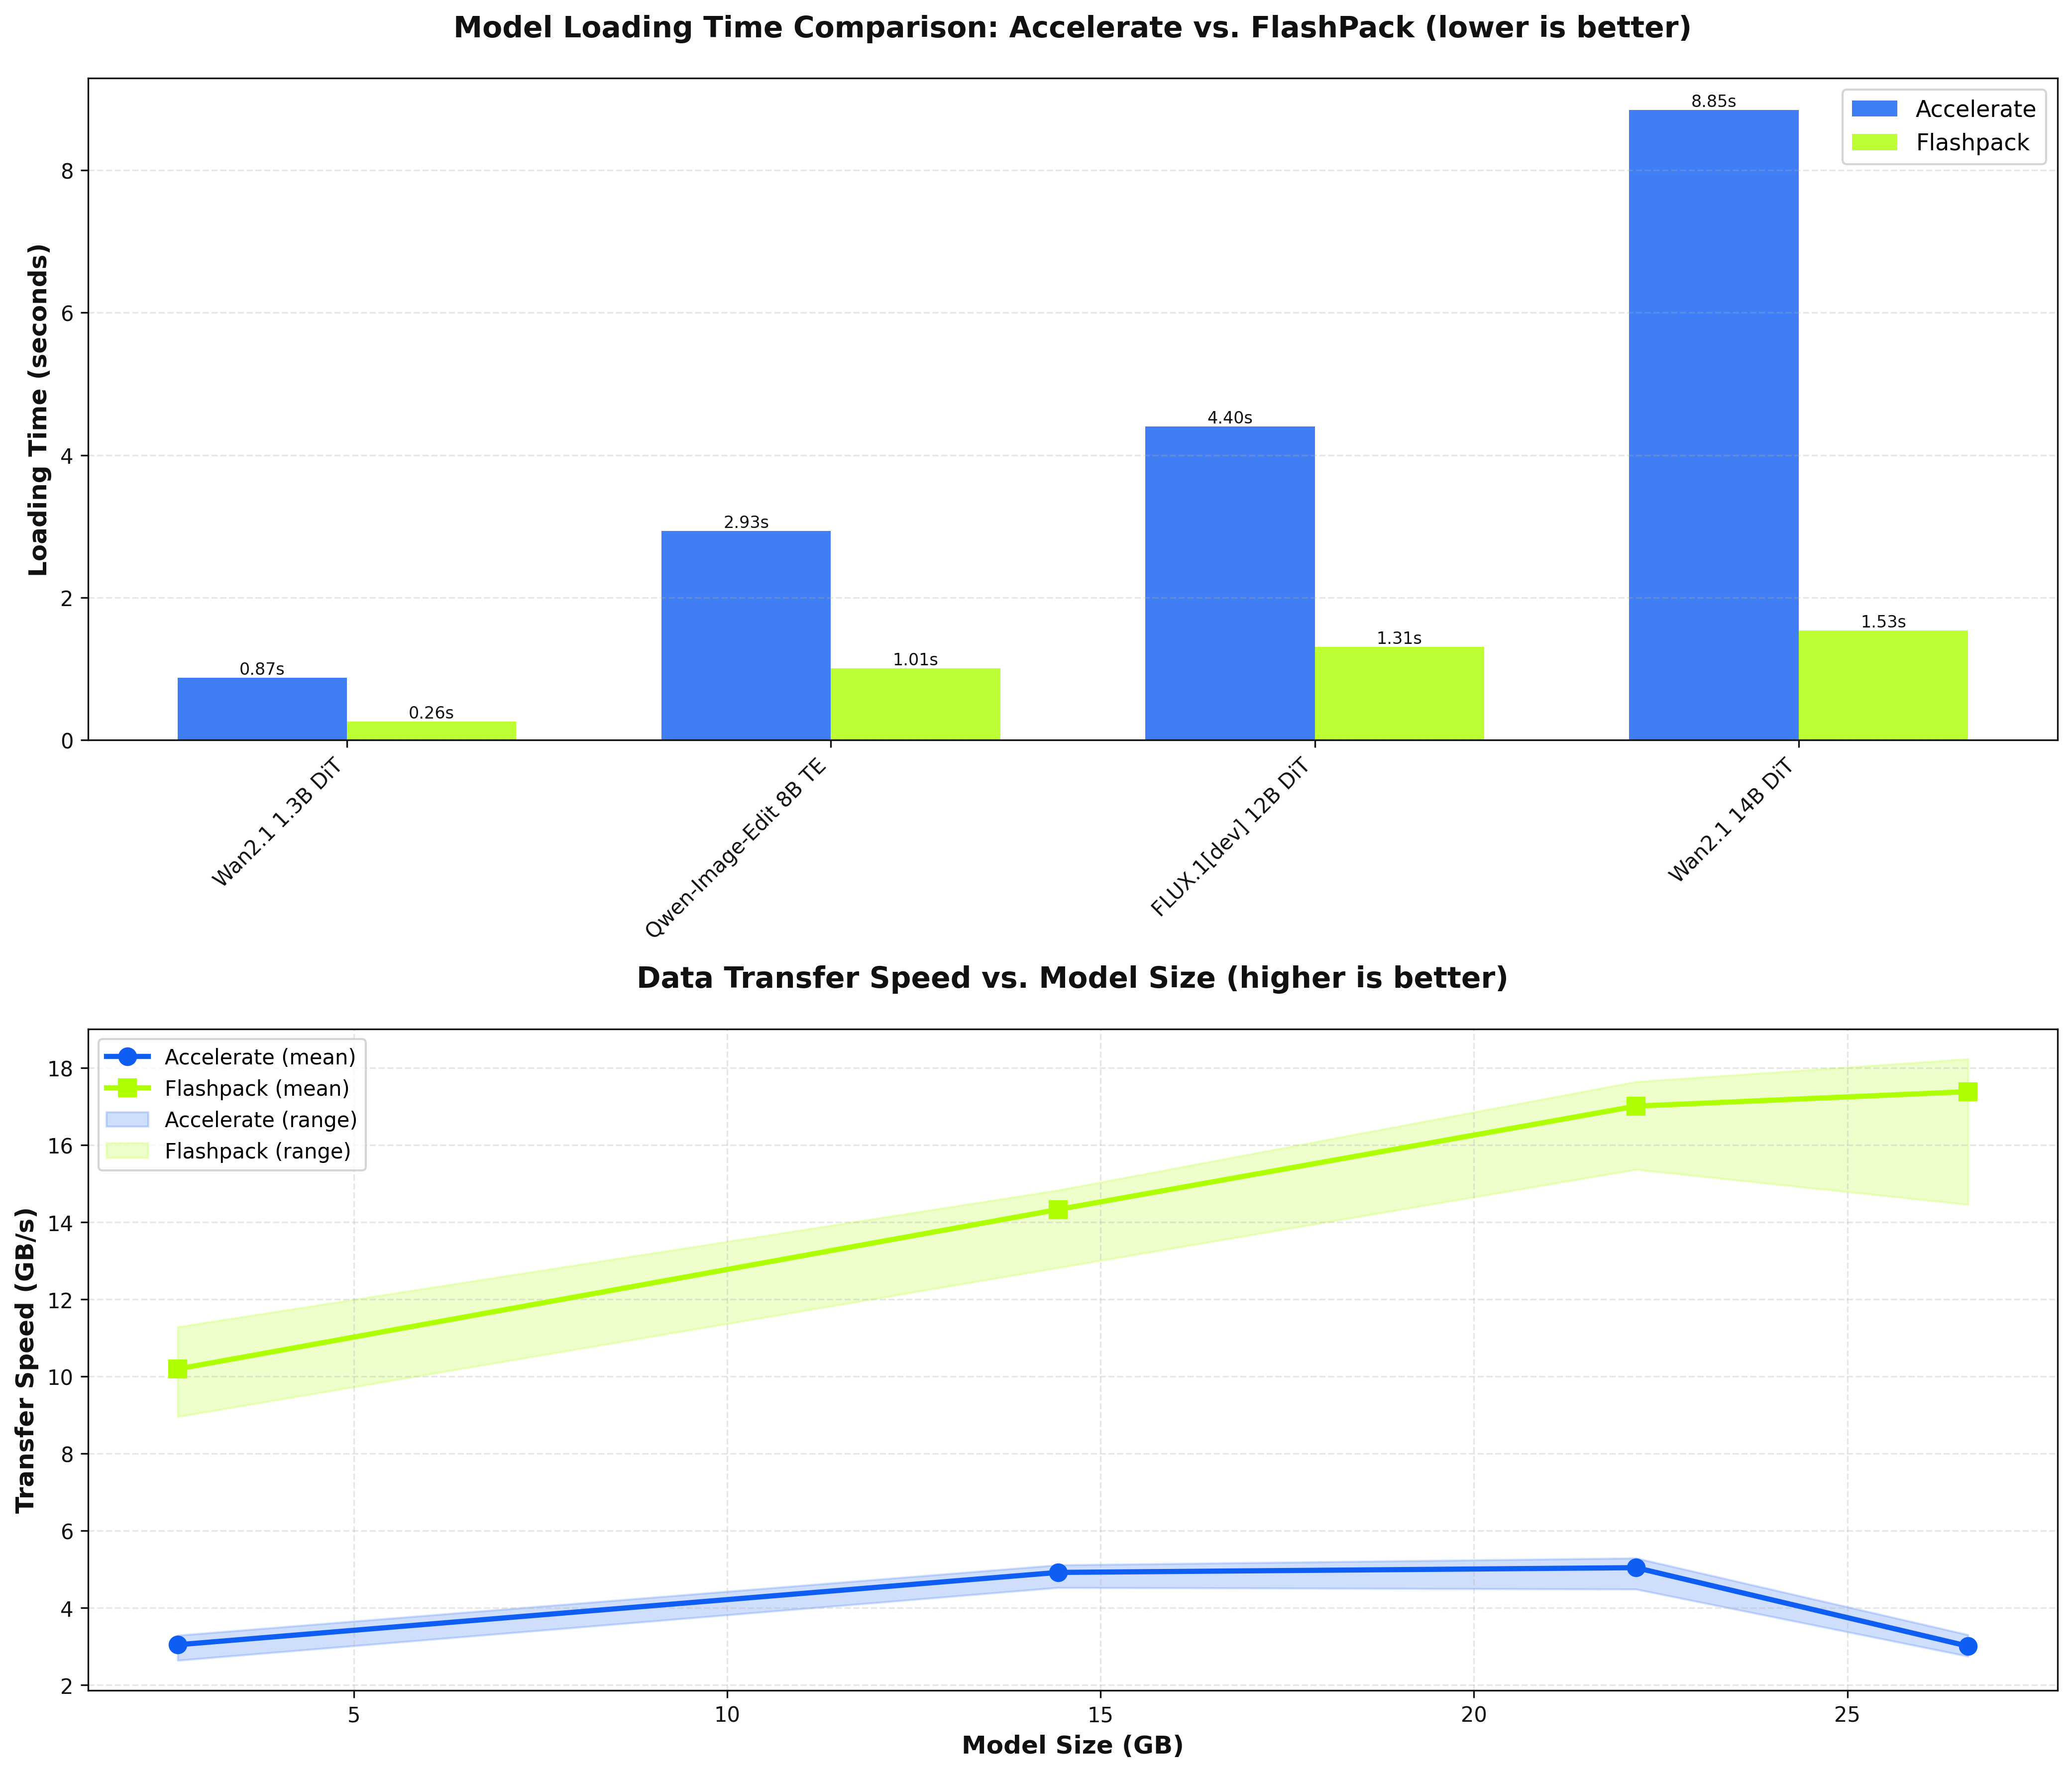 Model Loading Time Comparison: Accelerate vs. FlashPack (lower is better)
Accelerate
Flashpack
Loading Time (seconds)
8
6
4
2
0
0.87s
0.26s
2.93s
1.01s
4.40s
1.31s
8.85s
1.53s
Wan2.1 1.3B DiT
Qwen-Image-Edit 8B TE
FLUX.1[dev] 12B DiT
Wan2.1 14B DiT
Data Transfer Speed vs. Model Size (higher is better)
Accelerate (mean)
Flashpack (mean)
Accelerate (range)
Flashpack (range)
Transfer Speed (GB/s)
18
16
14
12
10
8
6
4
2
5
10
15
20
25
Model Size (GB)